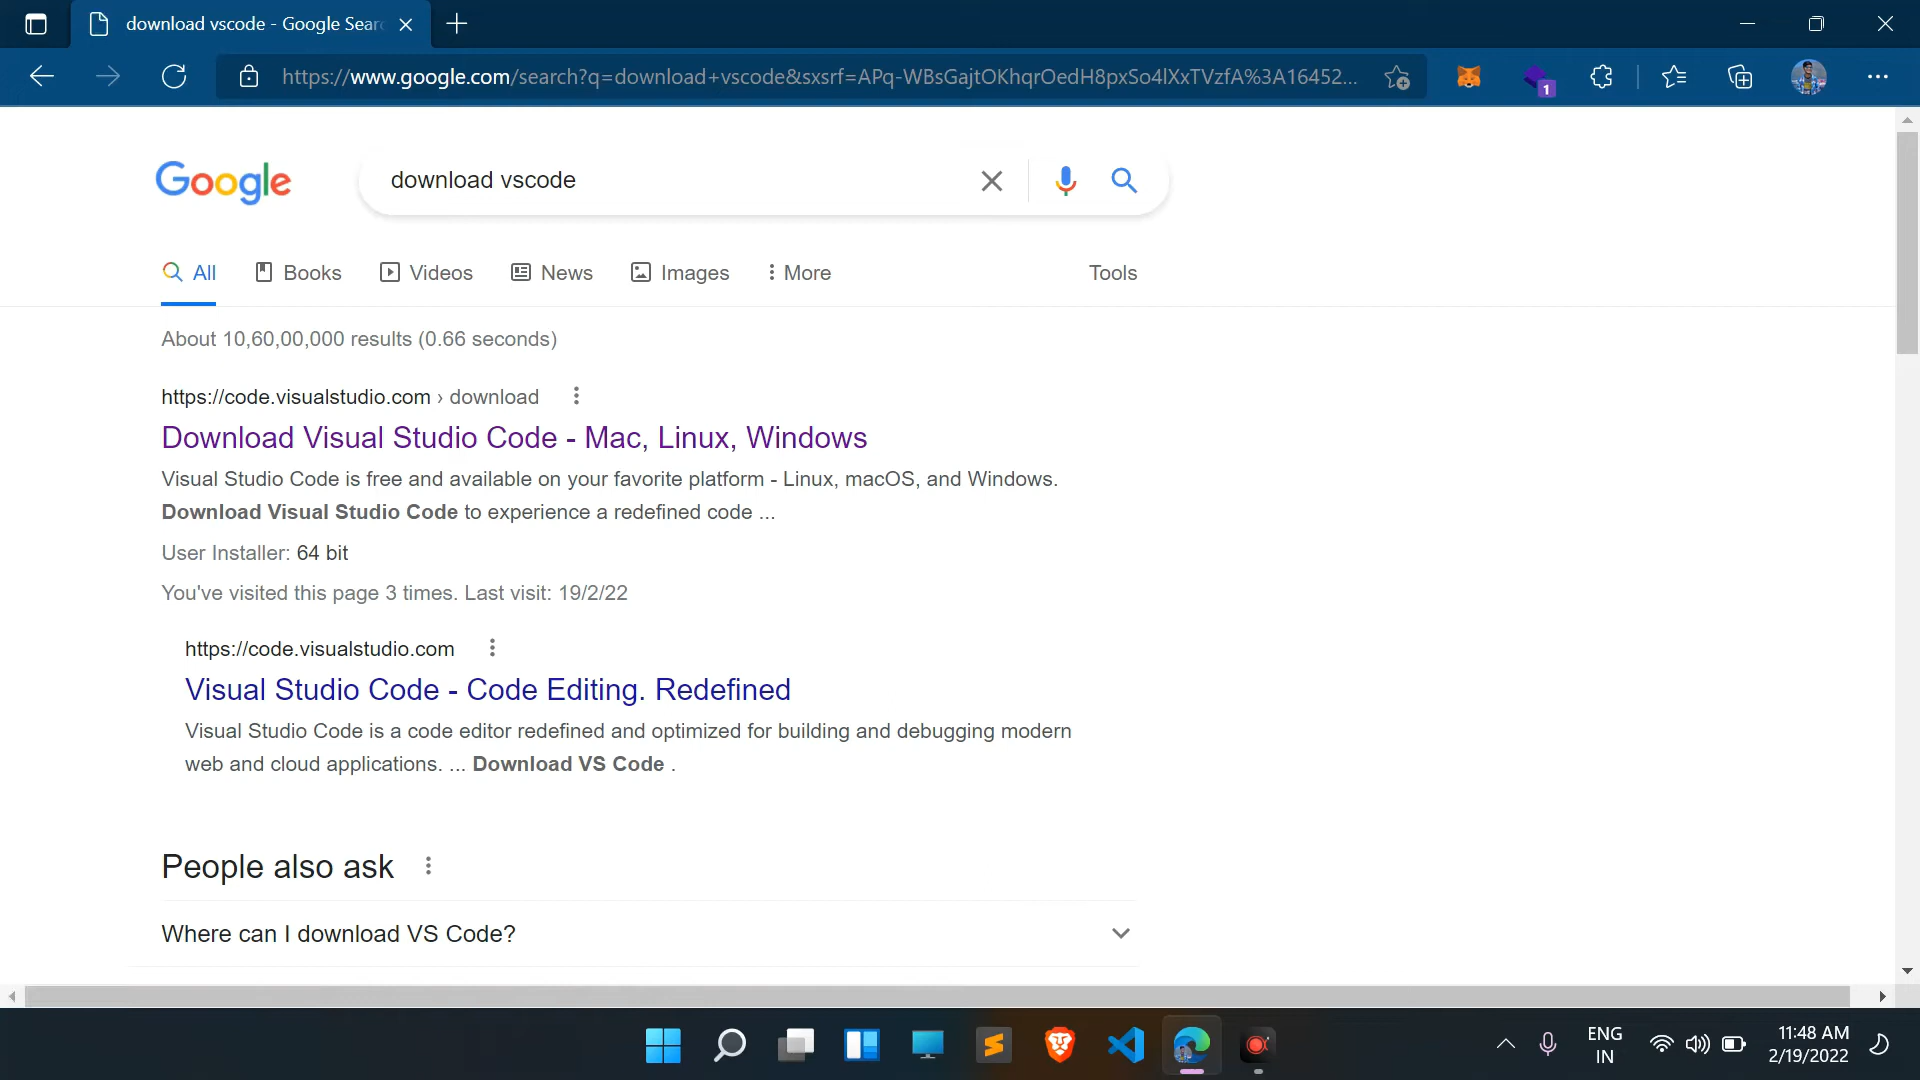 download vscode - Google Sear
https://www.google.com/search?q=download+vscode&sxsrf=APq-WBsGajtOKhqrOedH8pxSo4lXxTVzfA%3A16452...
1
Google
download vscode
All
Books
Videos
News
Images
More
Tools
About 10,60,00,000 results (0.66 seconds)
https://code.visualstudio.com › download
Download Visual Studio Code - Mac, Linux, Windows
Visual Studio Code is free and available on your favorite platform - Linux, macOS, and Windows.
Download Visual Studio Code to experience a redefined code ...
User Installer: 64 bit
You've visited this page 3 times. Last visit: 19/2/22
https://code.visualstudio.com
Visual Studio Code - Code Editing. Redefined
Visual Studio Code is a code editor redefined and optimized for building and debugging modern
web and cloud applications. ... Download VS Code .
People also ask
Where can I download VS Code?
ENG
IN
11:48 AM
2/19/2022